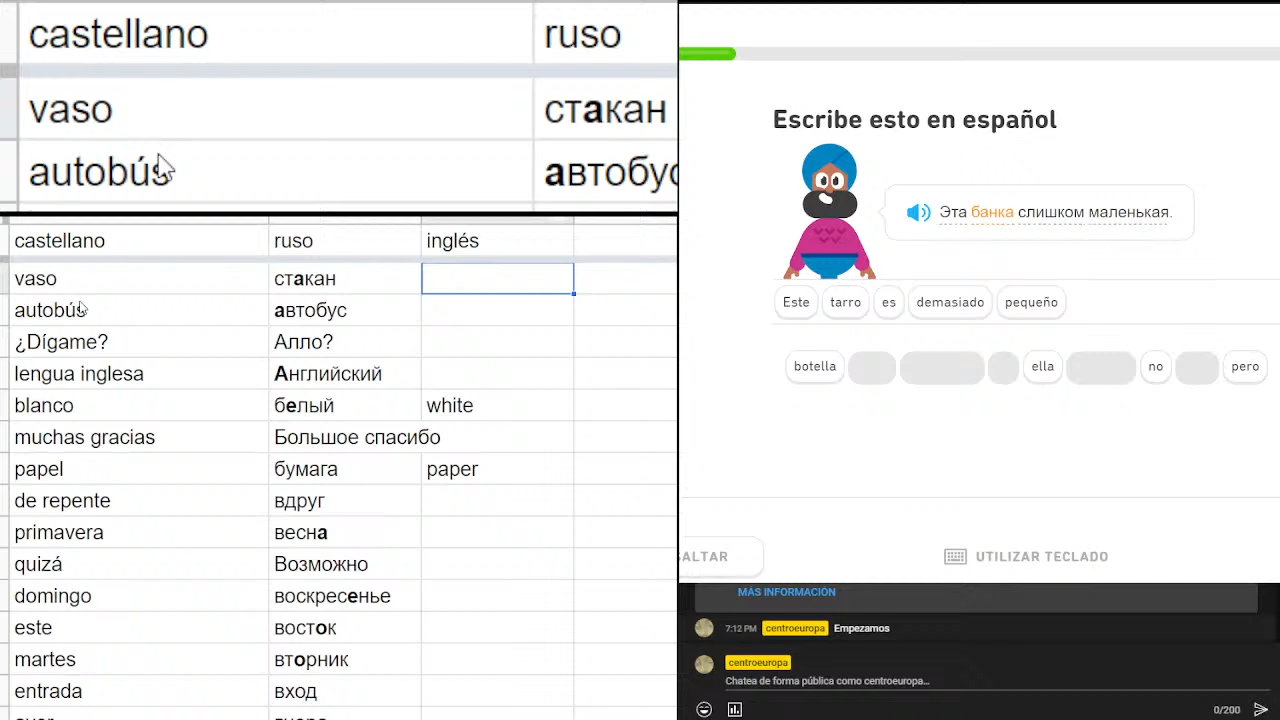 castellano ruso
vaso стакан
autobús автобус
castellano ruso inglés
vaso стакан
autobús автобус
¿Dígame? Алло?
lengua inglesa Английский
blanco белый white
muchas gracias Большое спасибо
papel бумага paper
de repente вдруг
primavera весна
quizá Возможно
domingo воскресенье
este восток
martes вторник
entrada вход
Escribe esto en español
Эта банка слишком маленькая.
Este tarro es demasiado pequeño
botella ella no pero
SALTAR
UTILIZAR TECLADO
MÁS INFORMACIÓN
7:12 PM centroeuropa Empezamos
centroeuropa
Chatea de forma pública como centroeuropa…
0/200